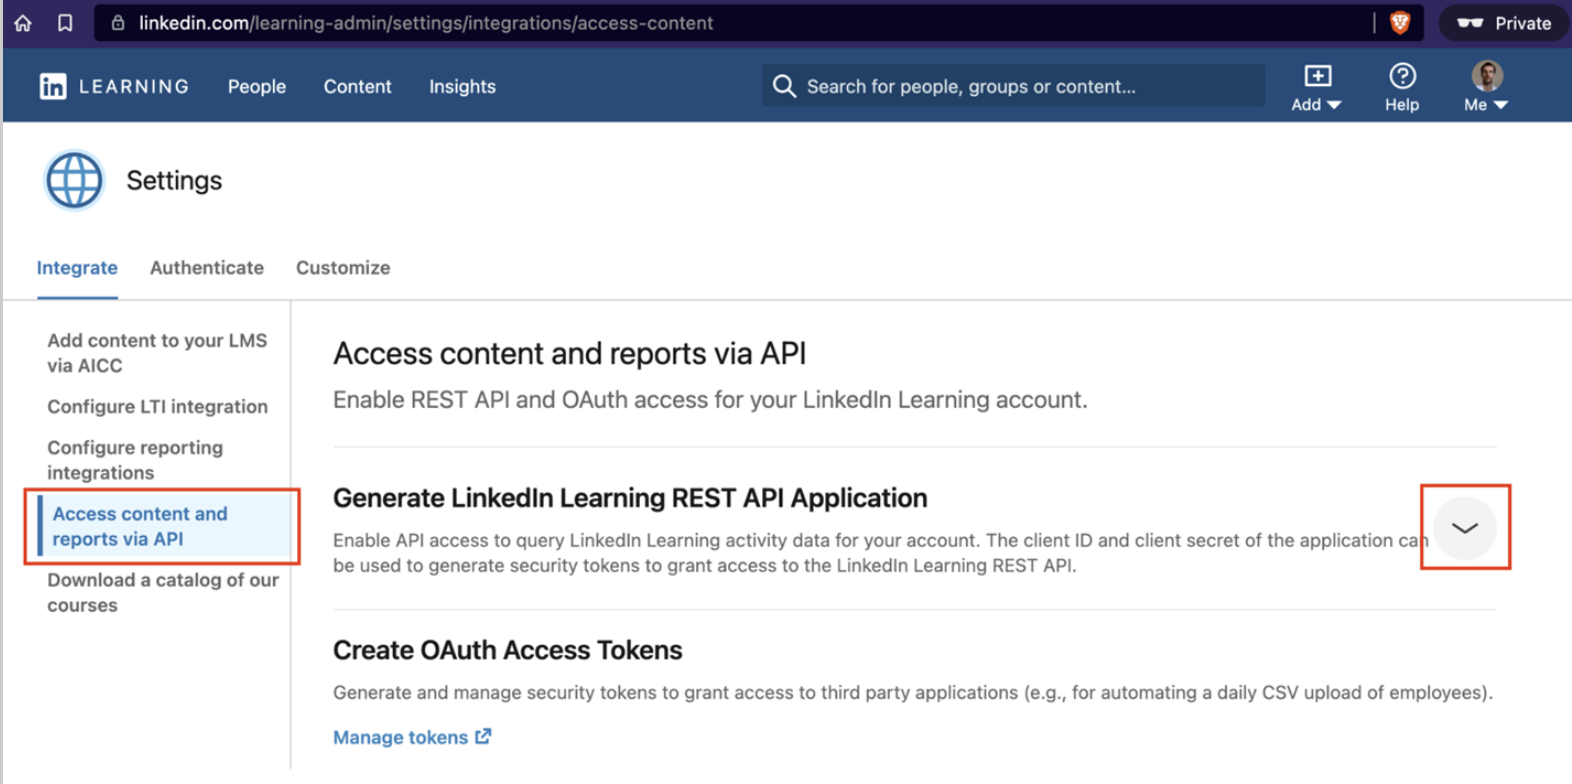 linkedin.com/learning-admin/settings/integrations/access-content
Private
in LEARNING
People
Content
Insights
Search for people, groups or content...
Add
Help
Me
Settings
Integrate
Authenticate
Customize
Add content to your LMS
via AICC
Configure LTI integration
Configure reporting
integrations
Access content and
reports via API
Download a catalog of our
courses
Access content and reports via API
Enable REST API and OAuth access for your LinkedIn Learning account.
Generate LinkedIn Learning REST API Application
Enable API access to query LinkedIn Learning activity data for your account. The client ID and client secret of the application can
be used to generate security tokens to grant access to the LinkedIn Learning REST API.
Create OAuth Access Tokens
Generate and manage security tokens to grant access to third party applications (e.g., for automating a daily CSV upload of employees).
Manage tokens